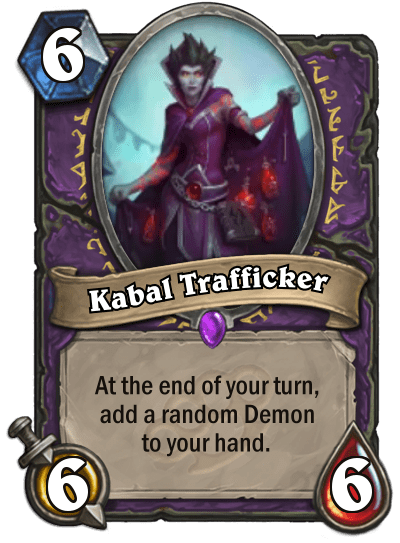 6
Kabal Trafficker
At the end of your turn,
add a random Demon
to your hand.
6
6